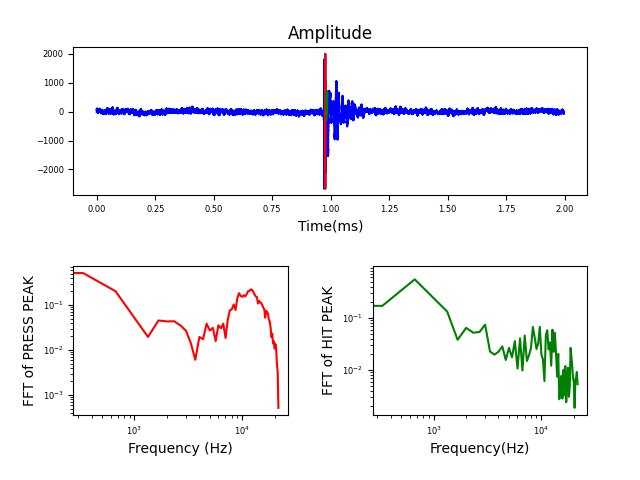 Amplitude
2000
1000
0
−1000
−2000
0.00 0.25 0.50 0.75 1.00 1.25 1.50 1.75 2.00
Time(ms)
FFT of PRESS PEAK
10⁻¹
10⁻²
10⁻³
10³ 10⁴
Frequency (Hz)
FFT of HIT PEAK
10⁻¹
10⁻²
10³ 10⁴
Frequency(Hz)